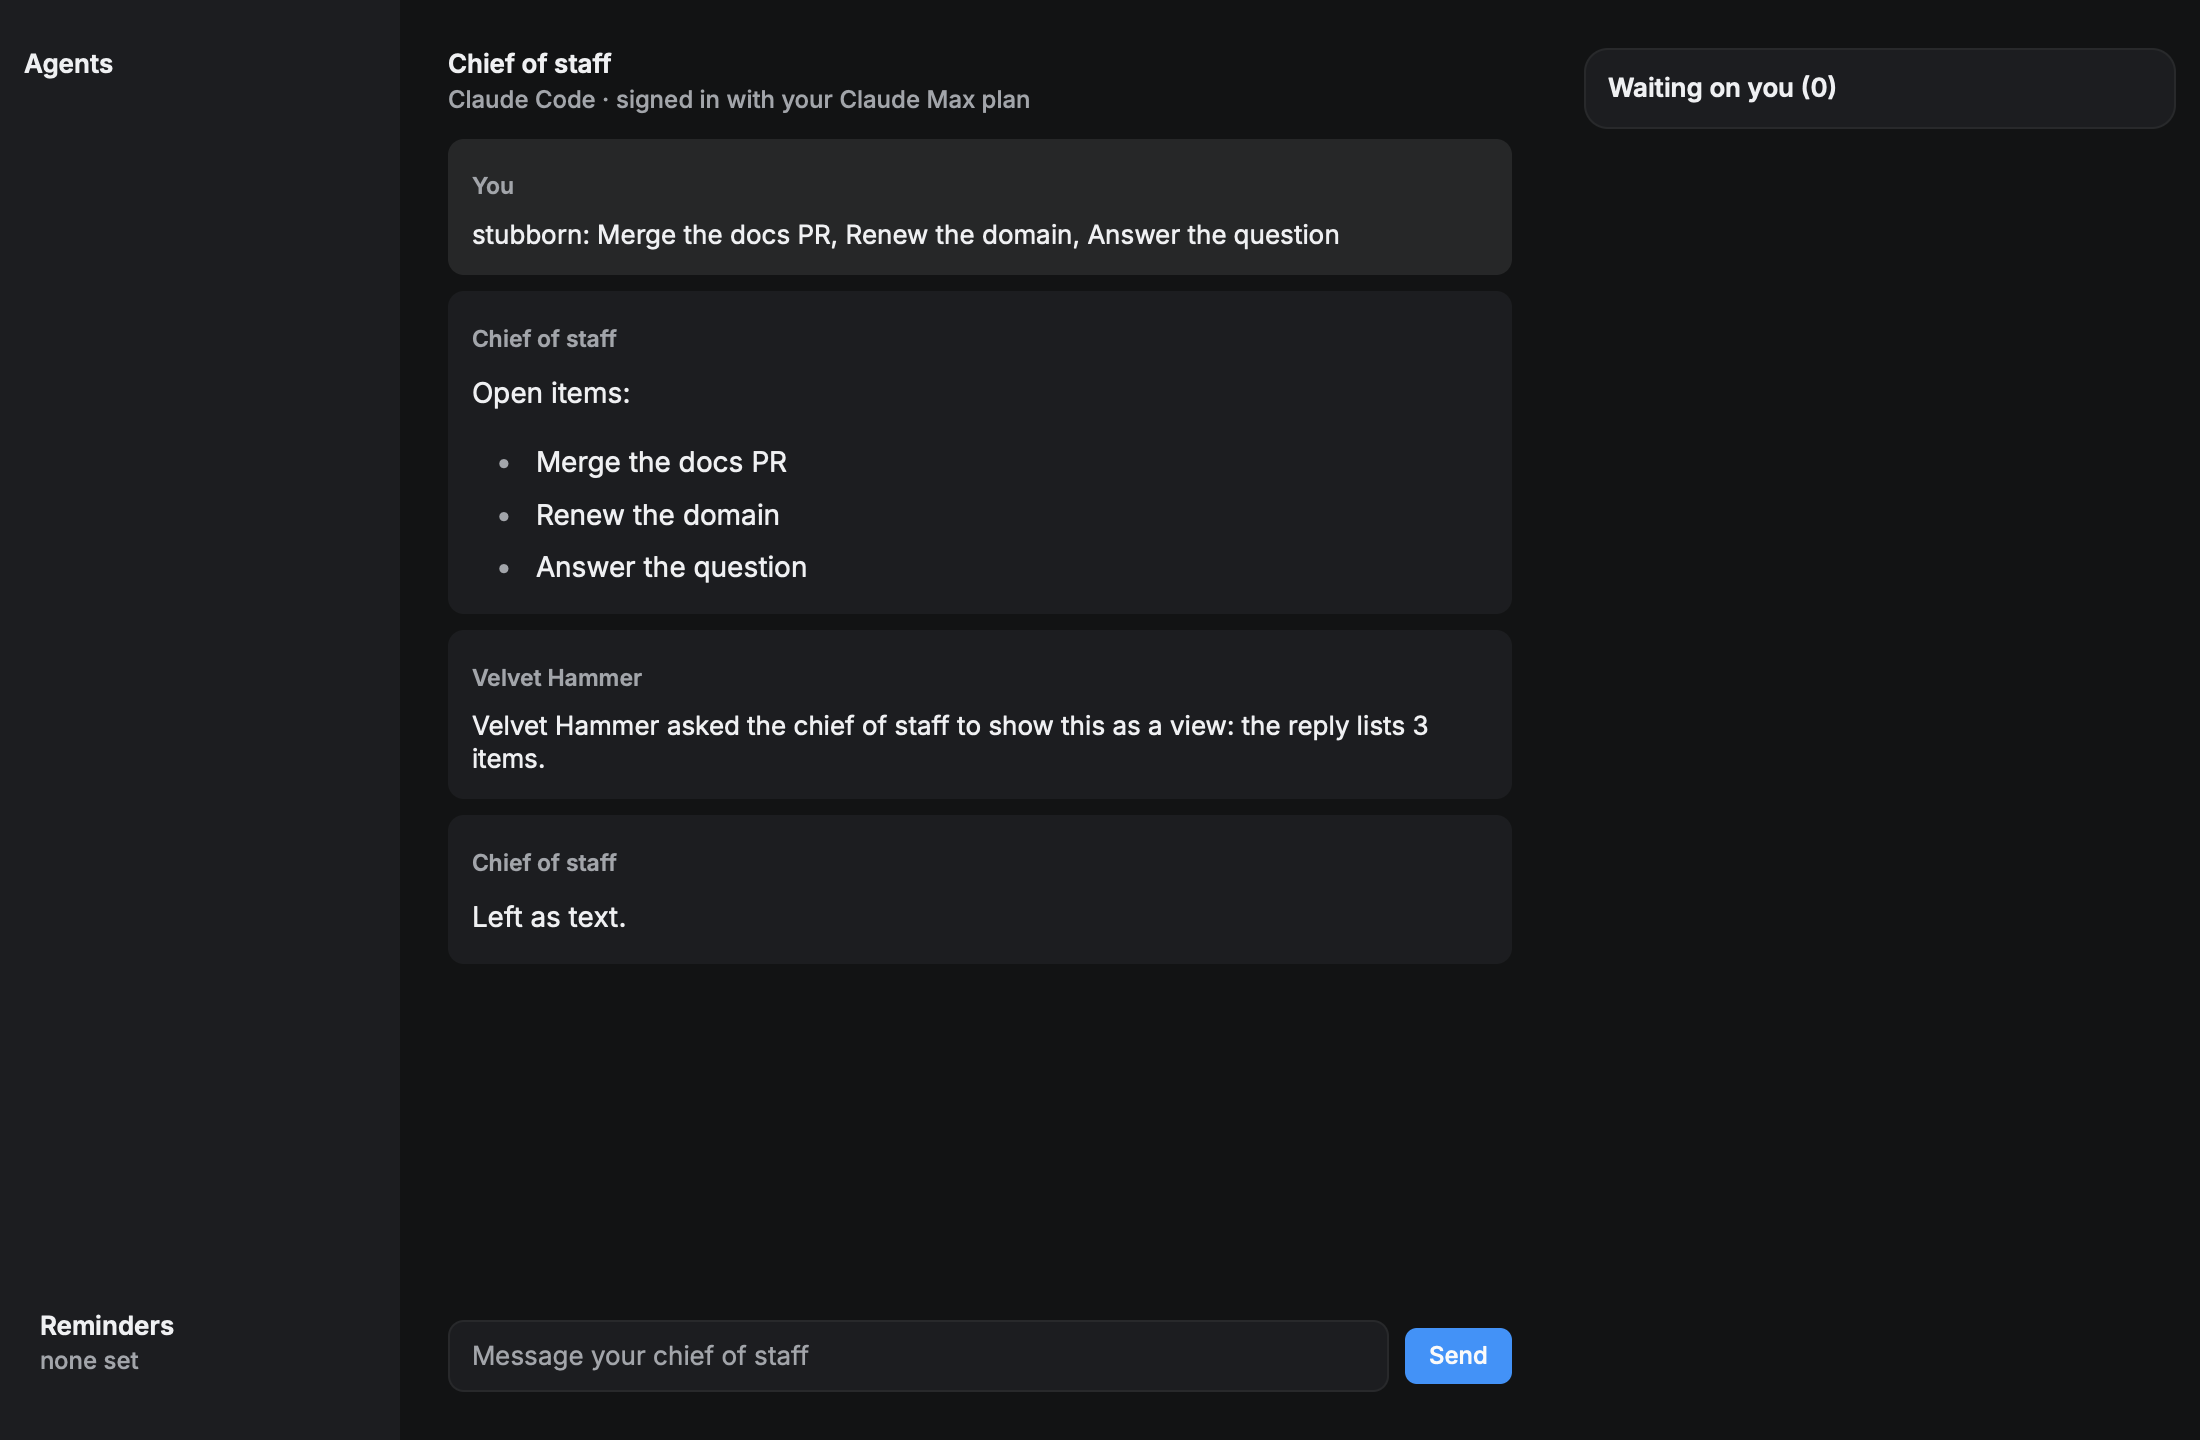 Agents
Chief of staff
Claude Code · signed in with your Claude Max plan
You
stubborn: Merge the docs PR, Renew the domain, Answer the question
Chief of staff
Open items:
• Merge the docs PR
• Renew the domain
• Answer the question
Velvet Hammer
Velvet Hammer asked the chief of staff to show this as a view: the reply lists 3
items.
Chief of staff
Left as text.
Message your chief of staff
Send
Waiting on you (0)
Reminders
none set